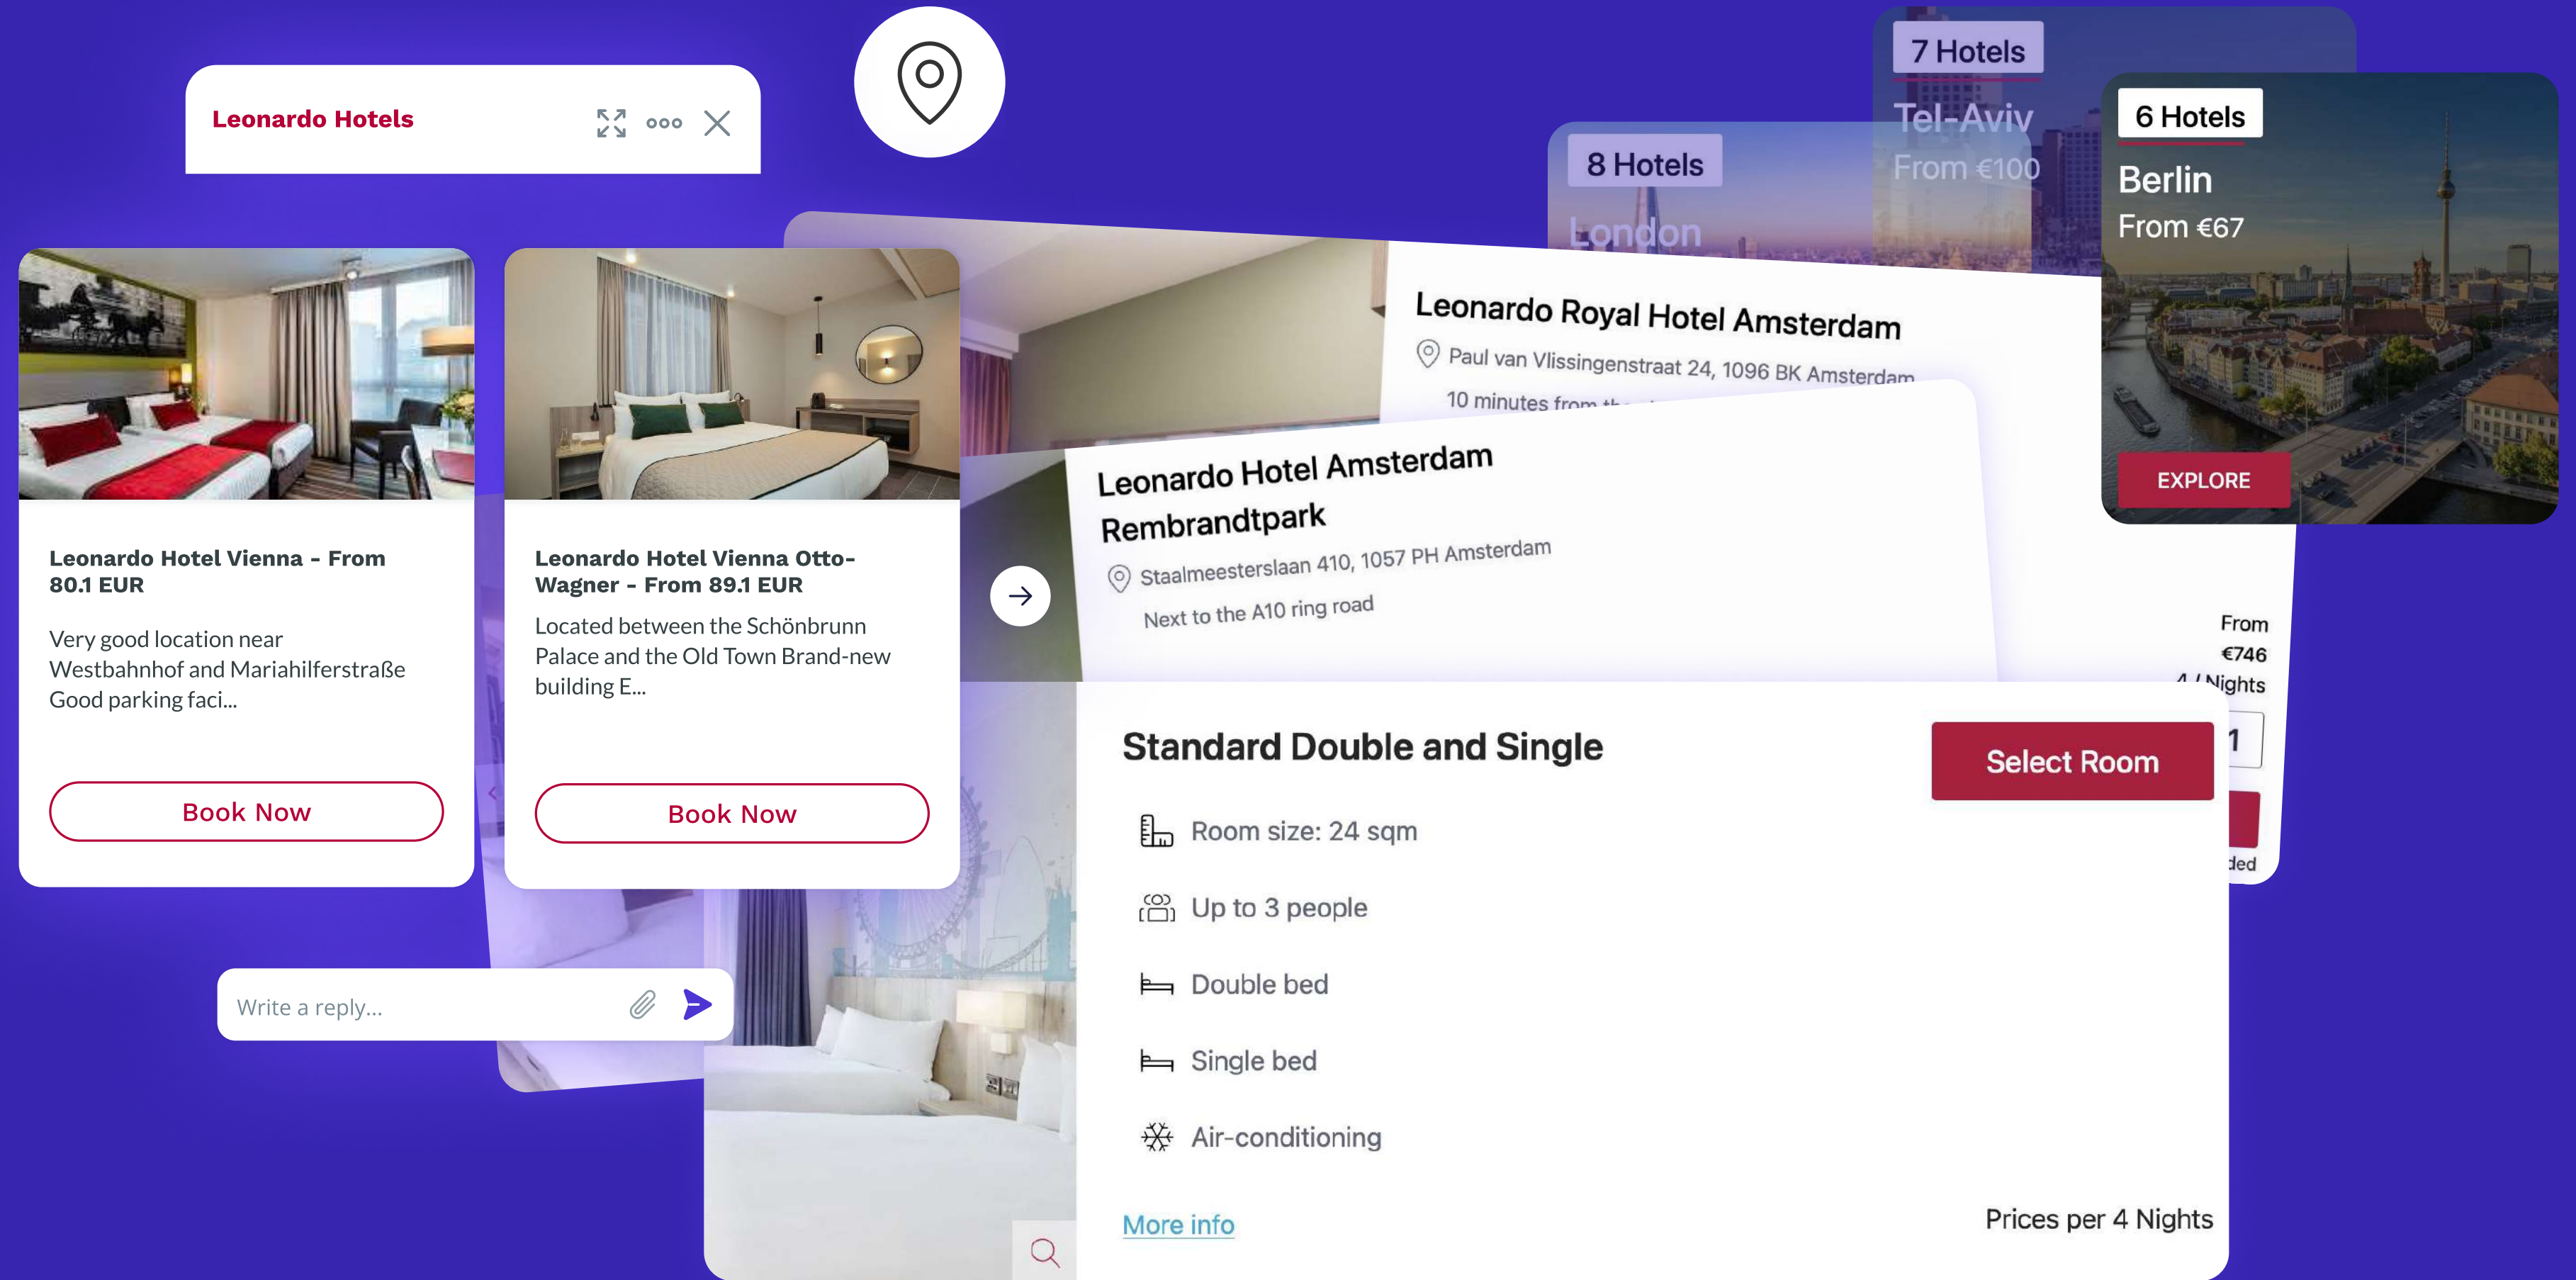 Leonardo Hotels
7 Hotels
Tel-Aviv
From €100
8 Hotels
London
6 Hotels
Berlin
From €67
EXPLORE
Leonardo Royal Hotel Amsterdam
Paul van Vlissingenstraat 24, 1096 BK Amsterdam
10 minutes from
Leonardo Hotel Amsterdam
Rembrandtpark
Staalmeesterslaan 410, 1057 PH Amsterdam
Next to the A10 ring road
From
€746
4 / Nights
1
Leonardo Hotel Vienna - From
80.1 EUR
Very good location near
Westbahnhof and Mariahilferstraße
Good parking faci...
Book Now
Leonardo Hotel Vienna Otto-
Wagner - From 89.1 EUR
Located between the Schönbrunn
Palace and the Old Town Brand-new
building E...
Book Now
Write a reply...
Standard Double and Single
Select Room
Room size: 24 sqm
Up to 3 people
Double bed
Single bed
Air-conditioning
More info
Prices per 4 Nights